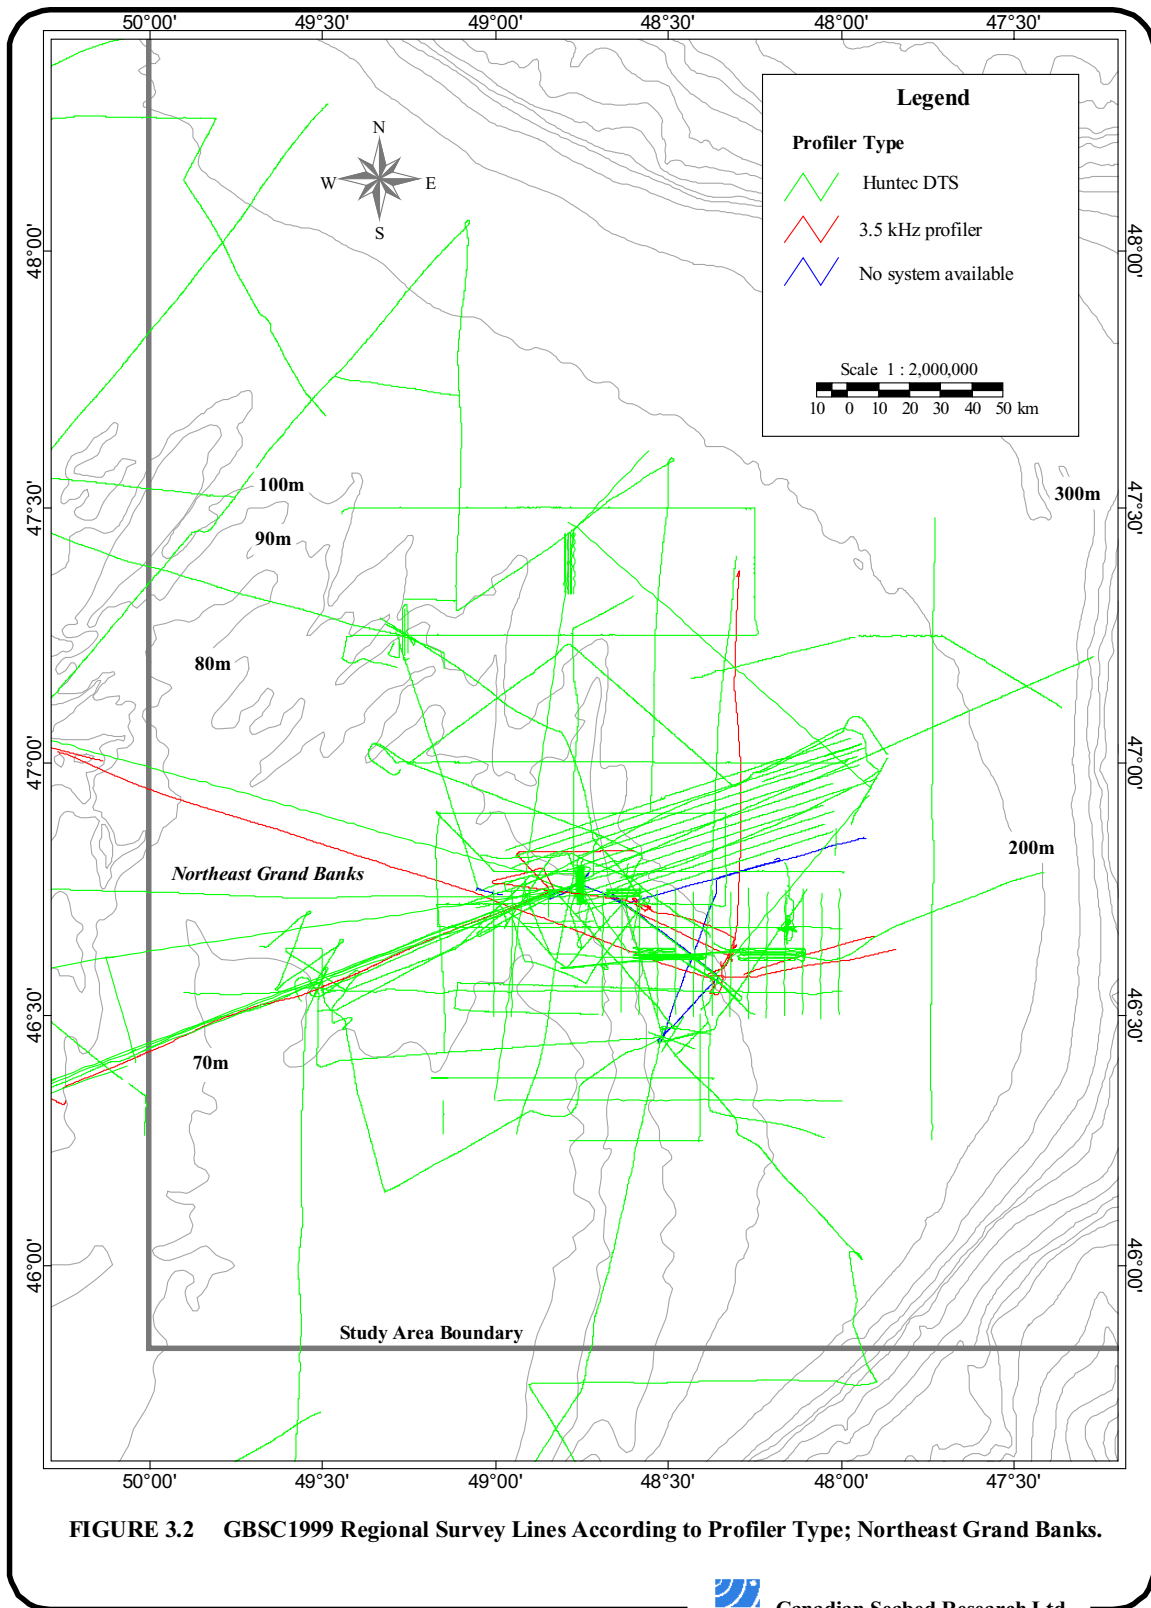 50°00' 49°30' 49°00' 48°30' 48°00' 47°30'
Legend
Profiler Type
Huntec DTS
3.5 kHz profiler
No system available
Scale 1 : 2,000,000
10 0 10 20 30 40 50 km
N
W E
S
48°00' 48°00'
100m
300m
47°30' 47°30'
90m
80m
47°00' 47°00'
200m
Northeast Grand Banks
46°30' 46°30'
70m
46°00' 46°00'
Study Area Boundary
50°00' 49°30' 49°00' 48°30' 48°00' 47°30'
FIGURE 3.2 GBSC1999 Regional Survey Lines According to Profiler Type; Northeast Grand Banks.
Canadian Seabed Research Ltd.